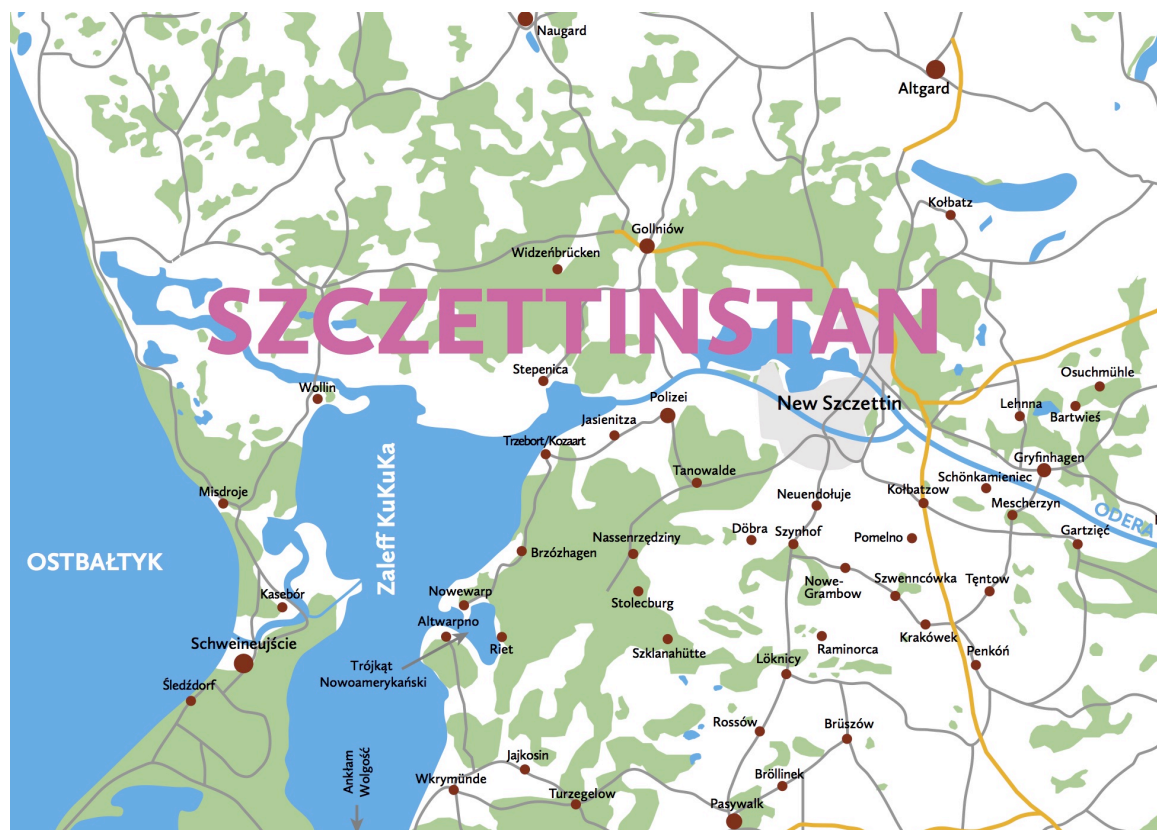 Naugard
Altgard
Kołbatz
Gollniów
Widzeńbrücken
SZCZETTINSTAN
Stepenica
Osuchmühle
Wollin
Polizei
New Szczettin
Lehnna
Bartwieś
Jasienitza
Trzebort/Kozaart
Gryfinhagen
Tanowalde
Schönkamieniec
Misdroje
Neuendołuje
Kołbatzow
Mescherzyn
ODERA
Zaleff KuKuKa
Döbra
Szynhof
Pomelno
Gartzięć
Nassenrzędziny
Brzózhagen
OSTBAŁTYK
Nowe-
Grambow
Szwenncówka
Tęntow
Kasebór
Nowewarp
Stolecburg
Altwarpno
Krakówek
Schweineujście
Riet
Szklanahütte
Raminorca
Penkóń
Löknicy
Trójkąt
Nowoamerykański
Śledźdorf
Rossów
Brüszów
Ankłam
Wolgość
Jajkosin
Wkrymünde
Bröllinek
Turzegelow
Pasywalk